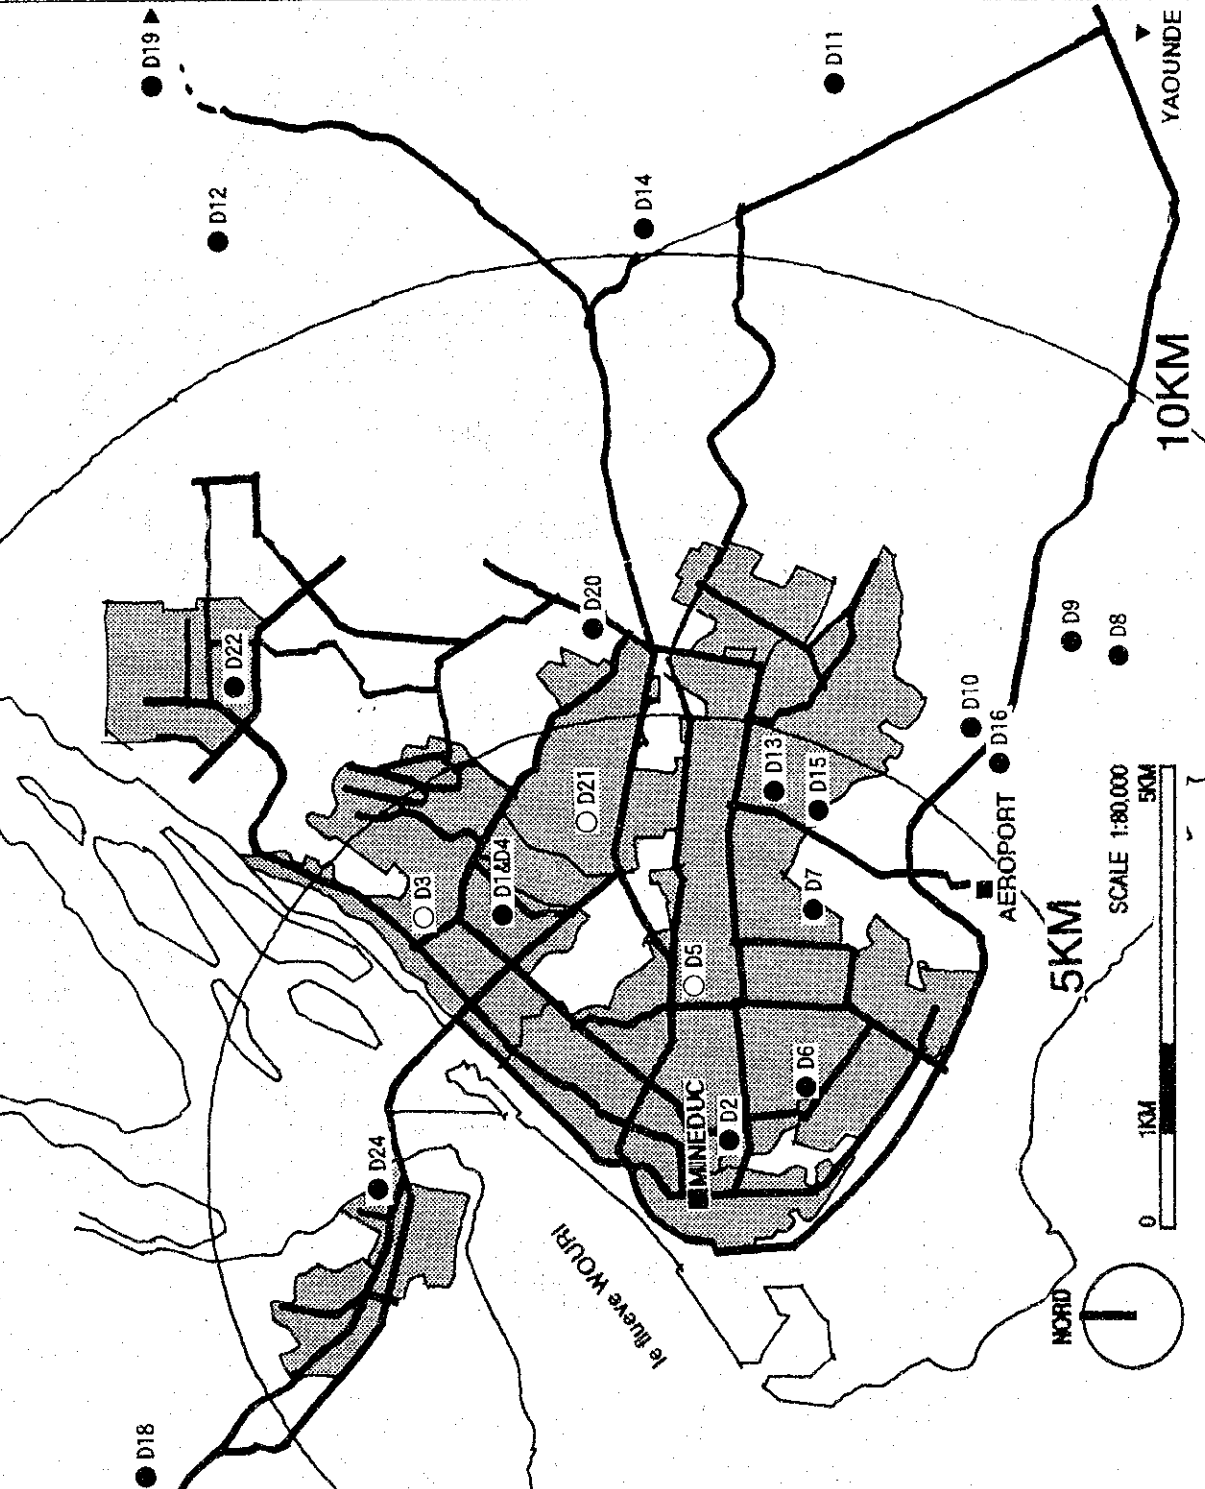 D19
D11
YAOUNDE
D12
D14
10KM
D20
D22
D9
D8
D10
D16
D13
D15
D21
D3
D1&D4
D7
AEROPORT
5KM
D5
D6
MINEDUC
D2
D24
le flueve WOURI
D18
NORD
SCALE 1:80,000
0 1KM 5KM